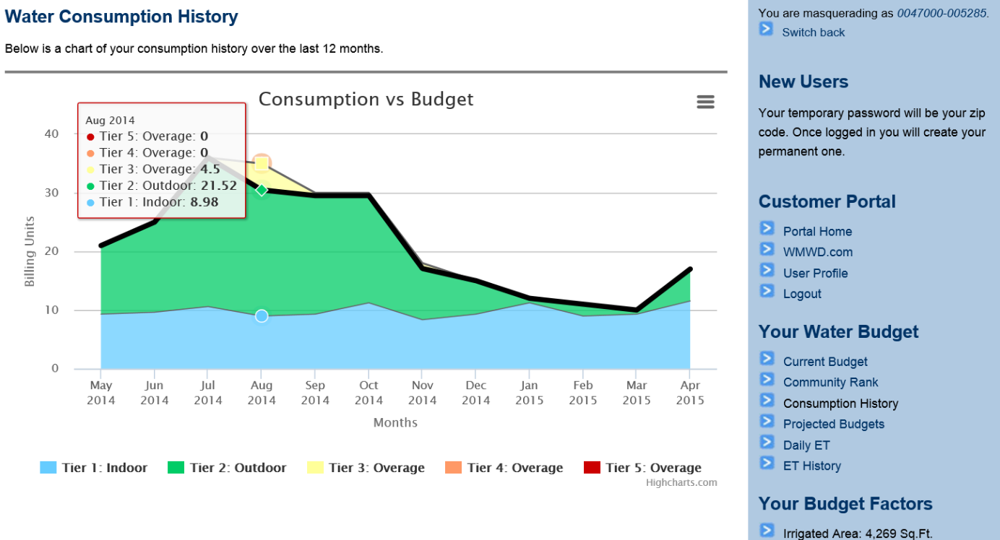 Water Consumption History
Below is a chart of your consumption history over the last 12 months.
Consumption vs Budget
Aug 2014
Tier 5: Overage: 0
Tier 4: Overage: 0
Tier 3: Overage: 4.5
Tier 2: Outdoor: 21.52
Tier 1: Indoor: 8.98
Billing Units
40
30
20
10
0
May 2014
Jun 2014
Jul 2014
Aug 2014
Sep 2014
Oct 2014
Nov 2014
Dec 2014
Jan 2015
Feb 2015
Mar 2015
Apr 2015
Months
Tier 1: Indoor Tier 2: Outdoor Tier 3: Overage Tier 4: Overage Tier 5: Overage
Highcharts.com
You are masquerading as 0047000-005285.
Switch back
New Users
Your temporary password will be your zip
code. Once logged in you will create your
permanent one.
Customer Portal
Portal Home
WMWD.com
User Profile
Logout
Your Water Budget
Current Budget
Community Rank
Consumption History
Projected Budgets
Daily ET
ET History
Your Budget Factors
Irrigated Area: 4,269 Sq.Ft.